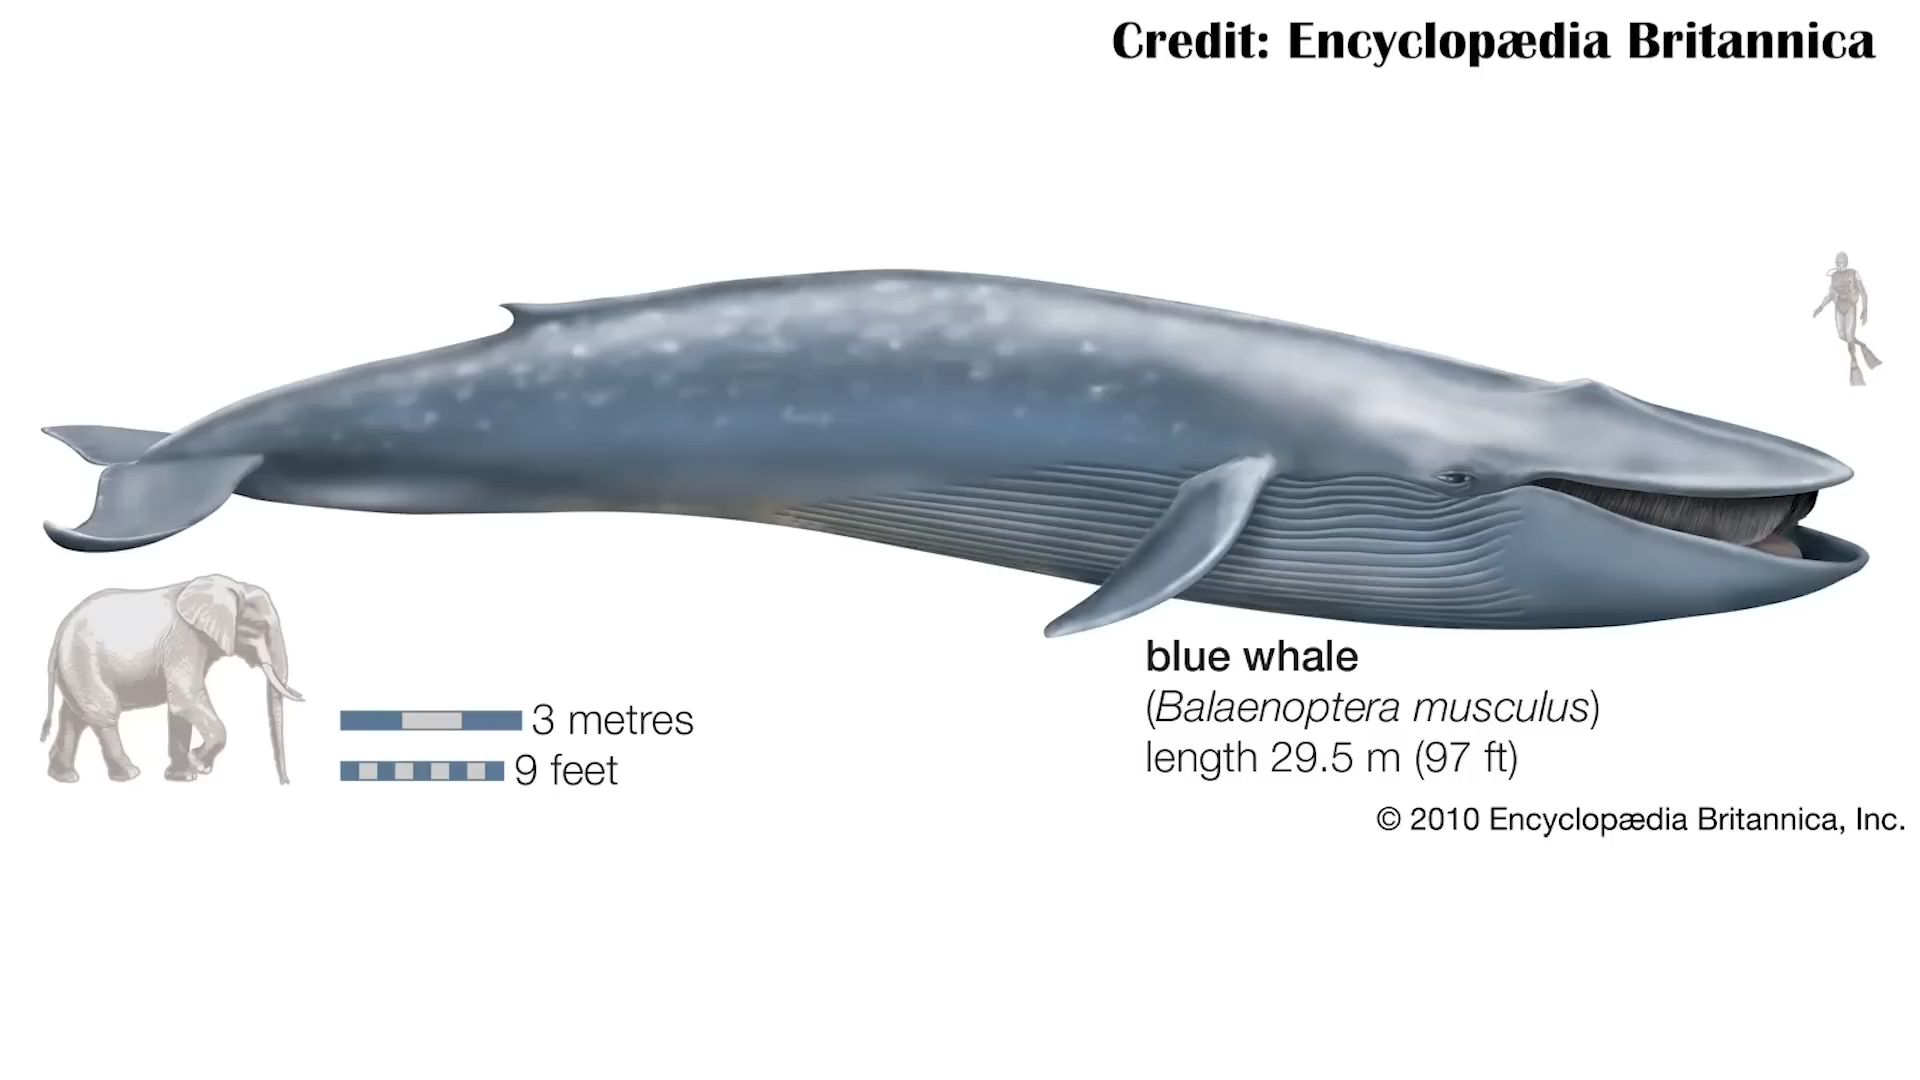 Credit: Encyclopædia Britannica
3 metres
9 feet
blue whale
(Balaenoptera musculus)
length 29.5 m (97 ft)
© 2010 Encyclopædia Britannica, Inc.